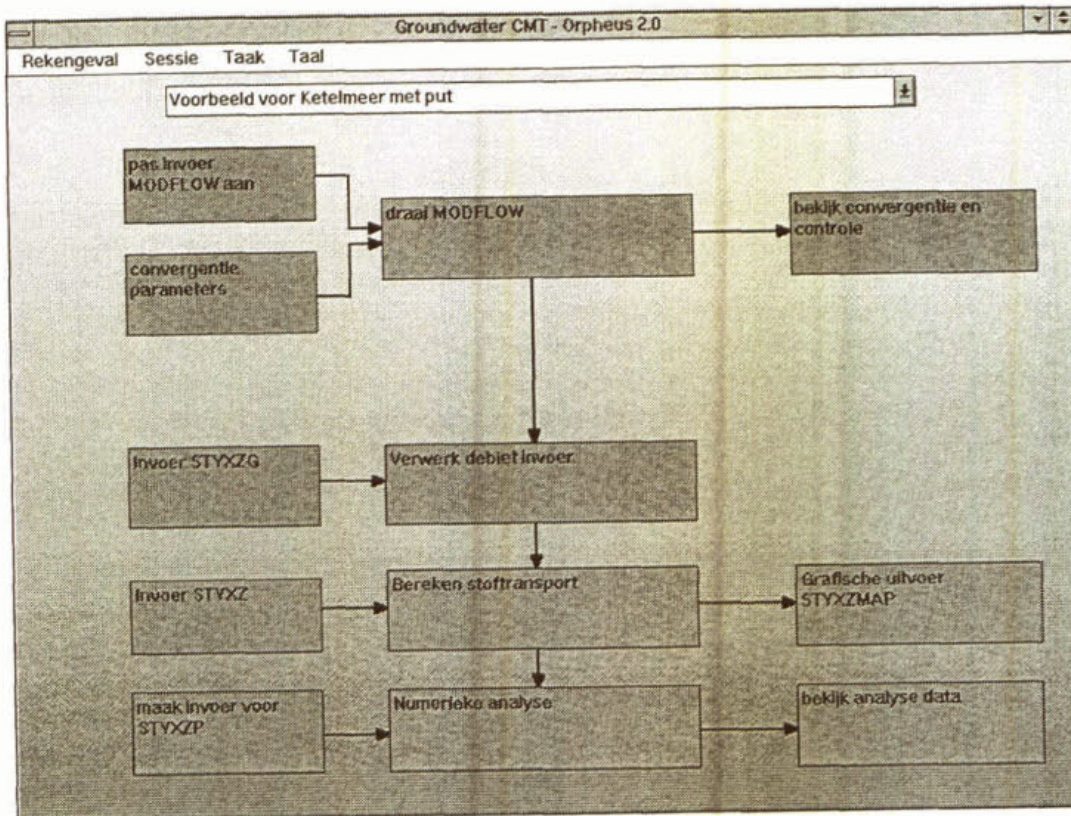 Groundwater CMT - Orpheus 2.0
Rekengeval Sessie Taak Taal
Voorbeeld voor Ketelmeer met put
pas invoer
MODFLOW aan
draai MODFLOW
bekijk convergentie en
controle
convergentie
parameters
Invoer STYXZG
Verwerk debiet invoer
Invoer STYXZ
Bereken stoftransport
Grafische uitvoer
STYXZMAP
maak invoer voor
STYXZP
Numerieke analyse
bekijk analyse data